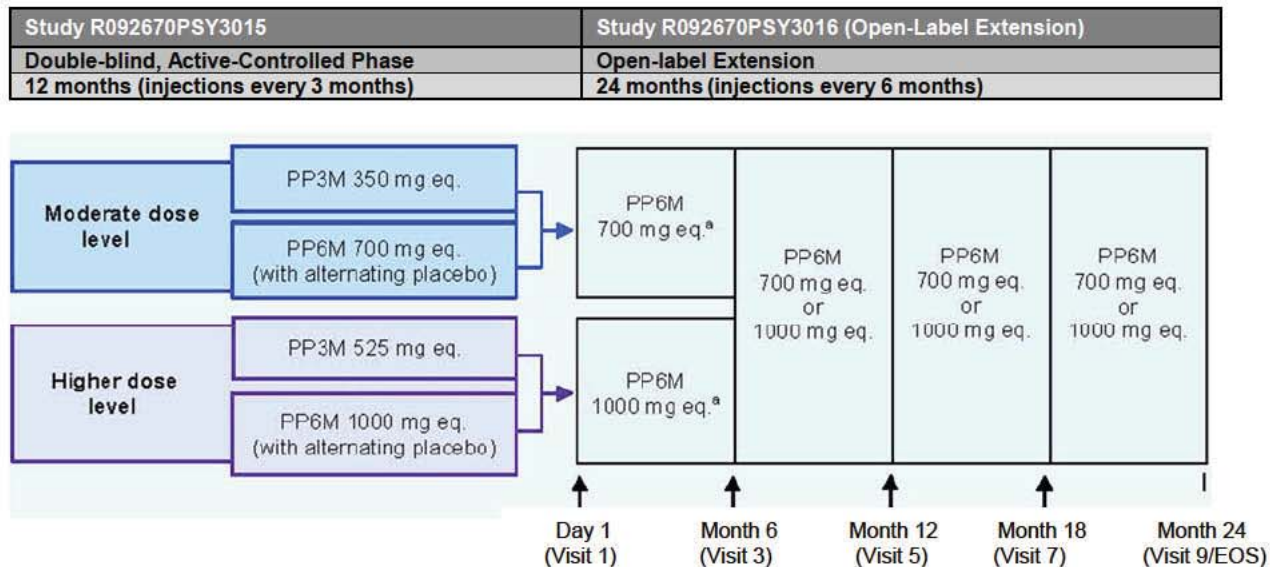 Study R092670PSY3015
Study R092670PSY3016 (Open-Label Extension)
Double-blind, Active-Controlled Phase
Open-label Extension
12 months (injections every 3 months)
24 months (injections every 6 months)
Moderate dose
level
PP3M 350 mg eq.
PP6M 700 mg eq.
(with alternating placebo)
Higher dose
level
PP3M 525 mg eq.
PP6M 1000 mg eq.
(with alternating placebo)
PP6M
700 mg eq.ᵃ
PP6M
1000 mg eq.ᵃ
PP6M
700 mg eq.
or
1000 mg eq.
PP6M
700 mg eq.
or
1000 mg eq.
PP6M
700 mg eq.
or
1000 mg eq.
Day 1
(Visit 1)
Month 6
(Visit 3)
Month 12
(Visit 5)
Month 18
(Visit 7)
Month 24
(Visit 9/EOS)